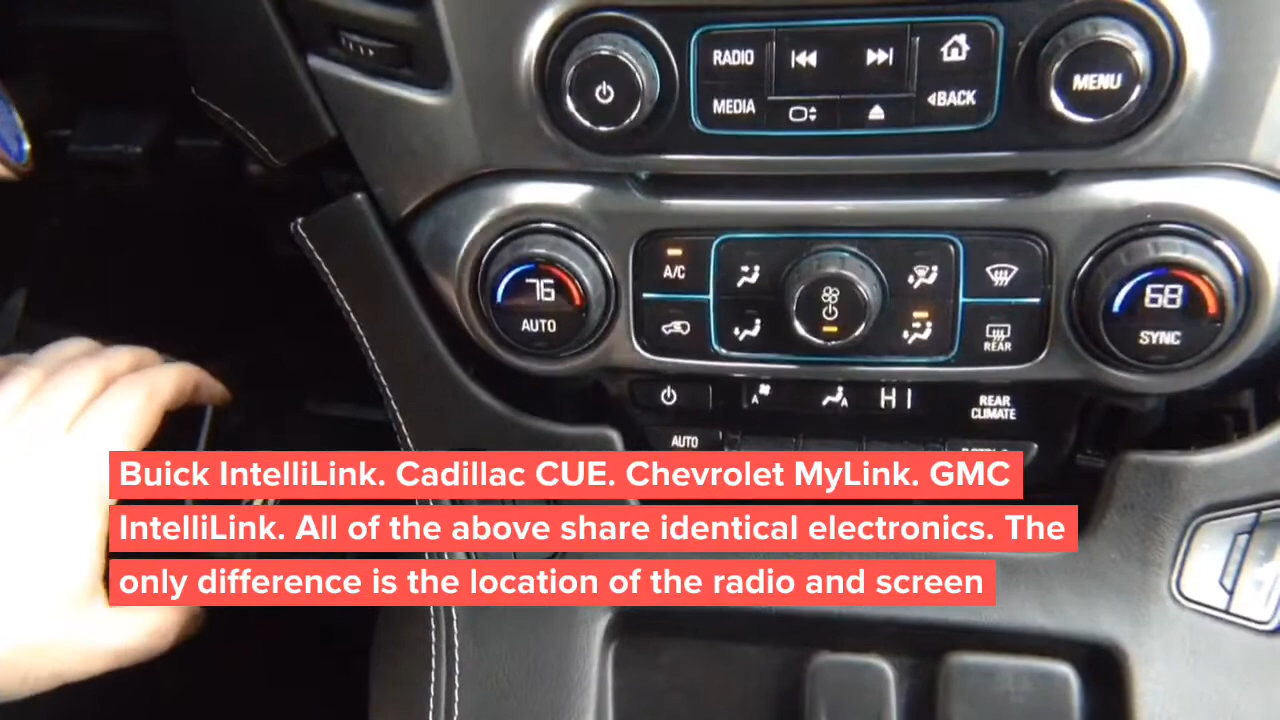 RADIO
MEDIA
BACK
MENU
A/C
76
AUTO
68
SYNC
REAR
A
A
HI
REAR
CLIMATE
AUTO
Buick IntelliLink. Cadillac CUE. Chevrolet MyLink. GMC
IntelliLink. All of the above share identical electronics. The
only difference is the location of the radio and screen